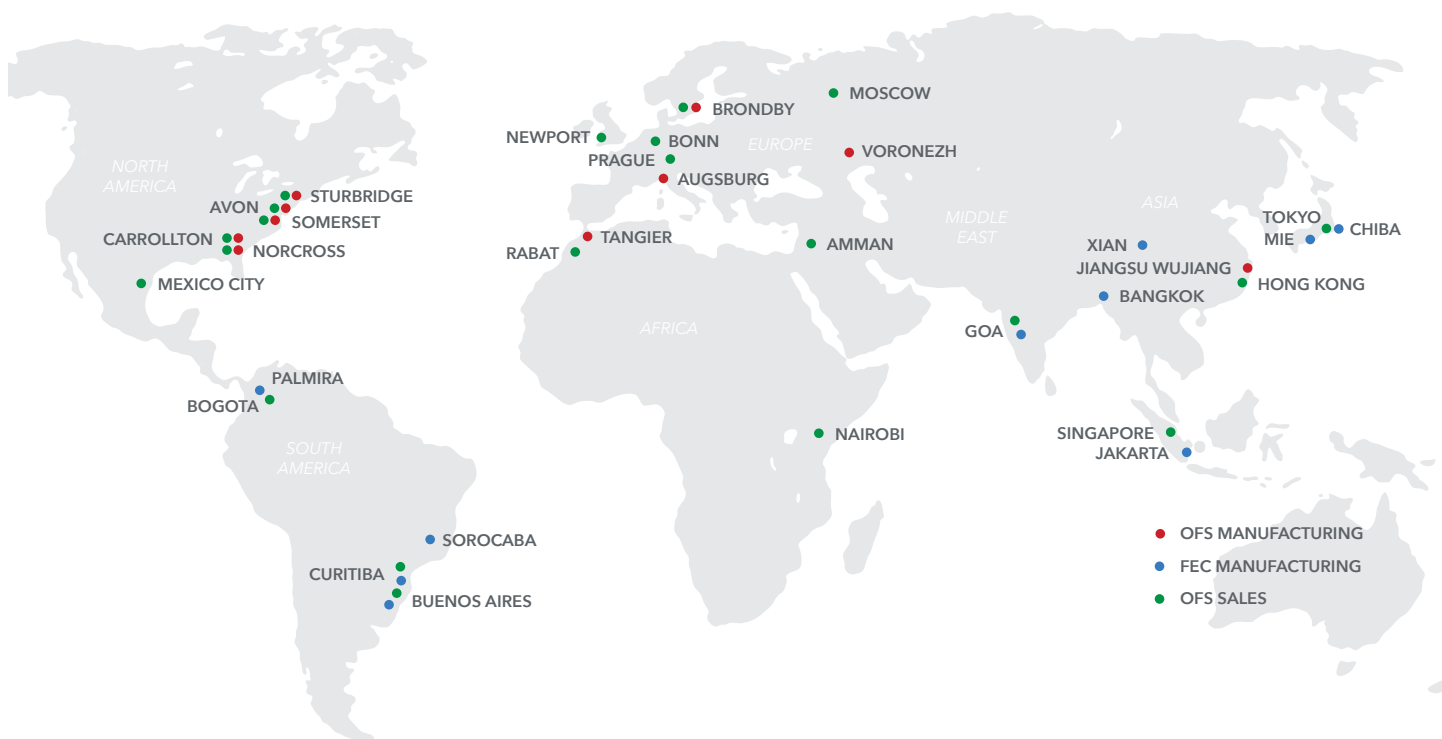 MOSCOW
BRONDBY
NEWPORT
BONN
EUROPE
VORONEZH
PRAGUE
AUGSBURG
NORTH
AMERICA
STURBRIDGE
AVON
SOMERSET
CARROLLTON
NORCROSS
MEXICO CITY
TANGIER
RABAT
AMMAN
MIDDLE
EAST
ASIA
TOKYO
CHIBA
MIE
XIAN
JIANGSU WUJIANG
HONG KONG
BANGKOK
GOA
AFRICA
PALMIRA
BOGOTA
SOUTH
AMERICA
NAIROBI
SINGAPORE
JAKARTA
SOROCABA
CURITIBA
BUENOS AIRES
OFS MANUFACTURING
FEC MANUFACTURING
OFS SALES